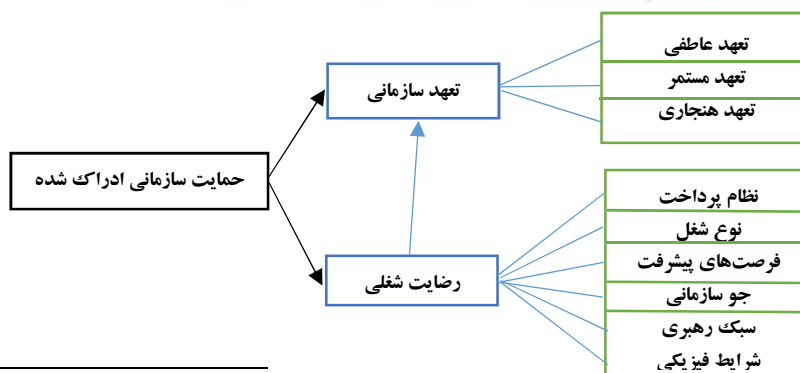 تعهد عاطفی
تعهد مستمر
تعهد هنجاری
تعهد سازمانی
حمایت سازمانی ادراک شده
رضایت شغلی
نظام پرداخت
نوع شغل
فرصت‌های پیشرفت
جو سازمانی
سبک رهبری
شرایط فیزیکی